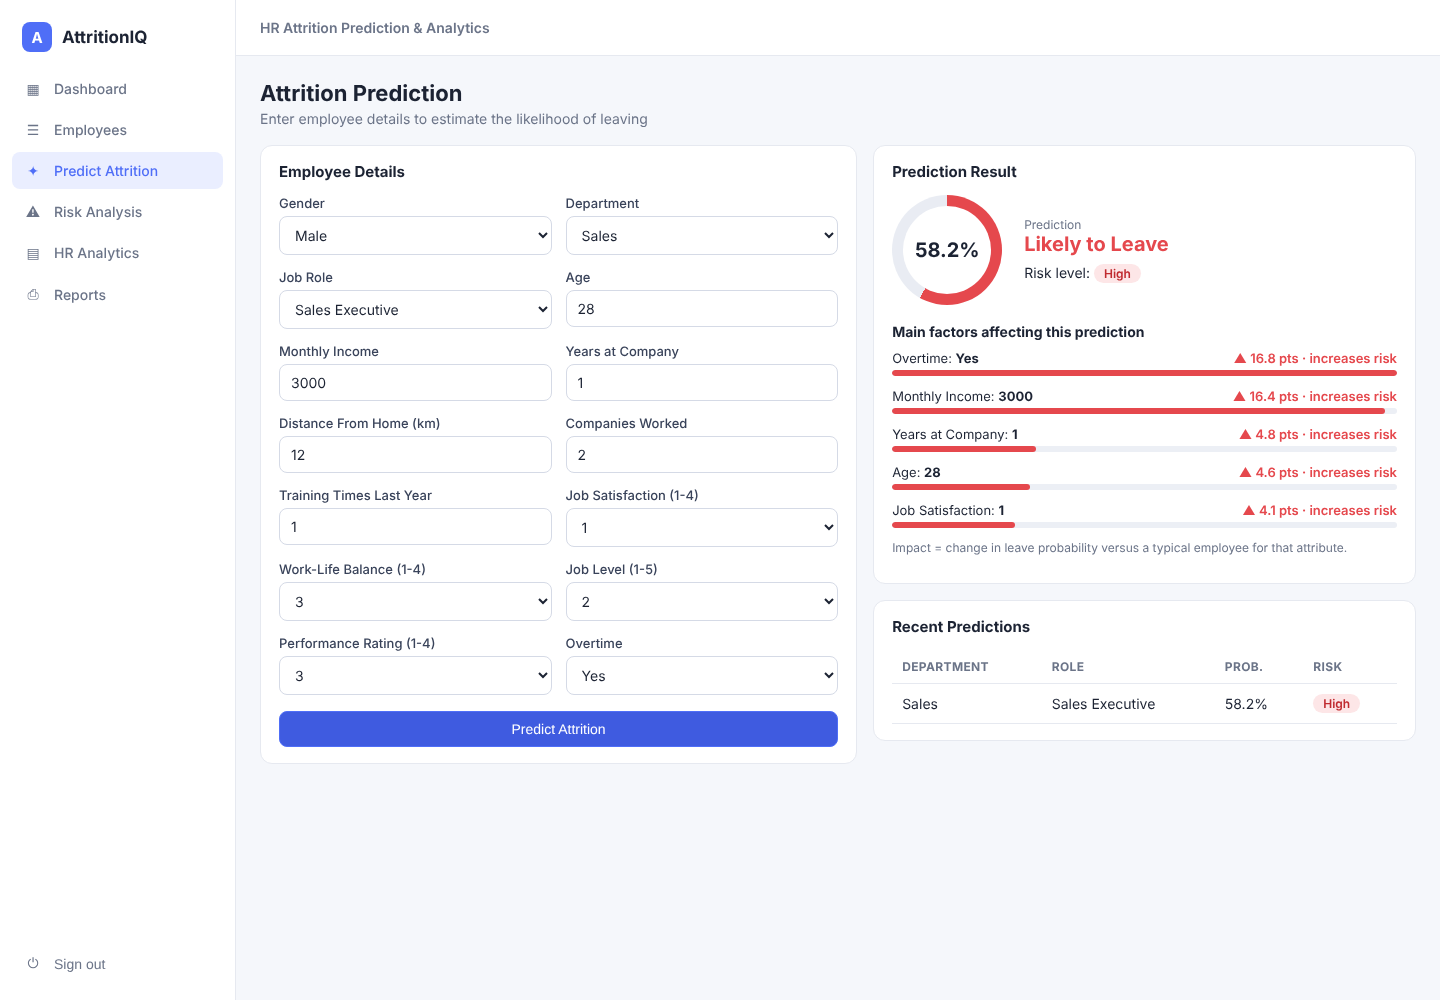 A AttritionIQ
Dashboard
Employees
Predict Attrition
Risk Analysis
HR Analytics
Reports
Sign out
HR Attrition Prediction & Analytics
Attrition Prediction
Enter employee details to estimate the likelihood of leaving
Employee Details
Gender Department
Male Sales
Job Role Age
Sales Executive 28
Monthly Income Years at Company
3000 1
Distance From Home (km) Companies Worked
12 2
Training Times Last Year Job Satisfaction (1-4)
1 1
Work-Life Balance (1-4) Job Level (1-5)
3 2
Performance Rating (1-4) Overtime
3 Yes
Predict Attrition
Prediction Result
58.2%
Prediction
Likely to Leave
Risk level: High
Main factors affecting this prediction
Overtime: Yes ▲ 16.8 pts · increases risk
Monthly Income: 3000 ▲ 16.4 pts · increases risk
Years at Company: 1 ▲ 4.8 pts · increases risk
Age: 28 ▲ 4.6 pts · increases risk
Job Satisfaction: 1 ▲ 4.1 pts · increases risk
Impact = change in leave probability versus a typical employee for that attribute.
Recent Predictions
DEPARTMENT ROLE PROB. RISK
Sales Sales Executive 58.2% High